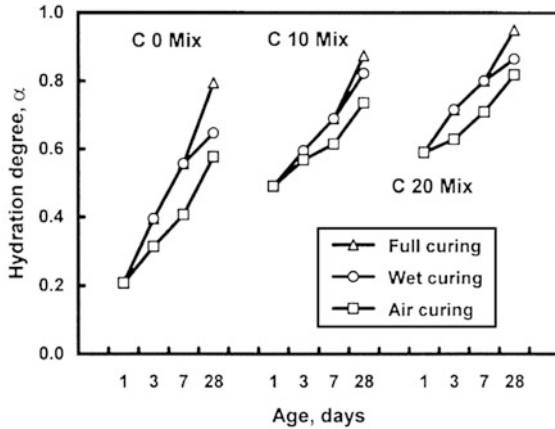 1.0
0.8
0.6
0.4
0.2
0.0
Hydration degree, α
C 0 Mix
C 10 Mix
C 20 Mix
Full curing
Wet curing
Air curing
1 3 7 28 1 3 7 28 1 3 7 28
Age, days